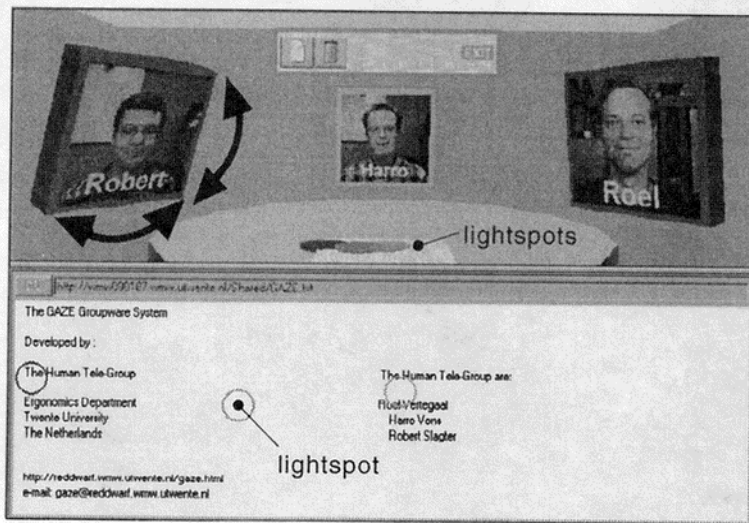 Robert
Harro
Roel
lightspots
The GAZE Groupware System
Developed by :
The Human Tele-Group
Ergonomics Department
Twente University
The Netherlands
The Human Tele-Group are:
Roel Vertegaal
Harro Vons
Robert Slagter
lightspot
http://reddwarf.wmw.utwente.nl/gaze.html
e-mail: gaze@reddwarf.wmw.utwente.nl